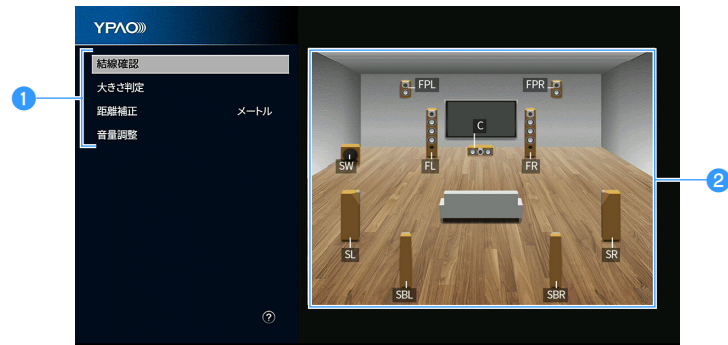 YPAO
結線確認
大きさ判定
距離補正 メートル
音量調整
?
1
2
FPL FPR
C
SW FL FR
SL SR
SBL SBR